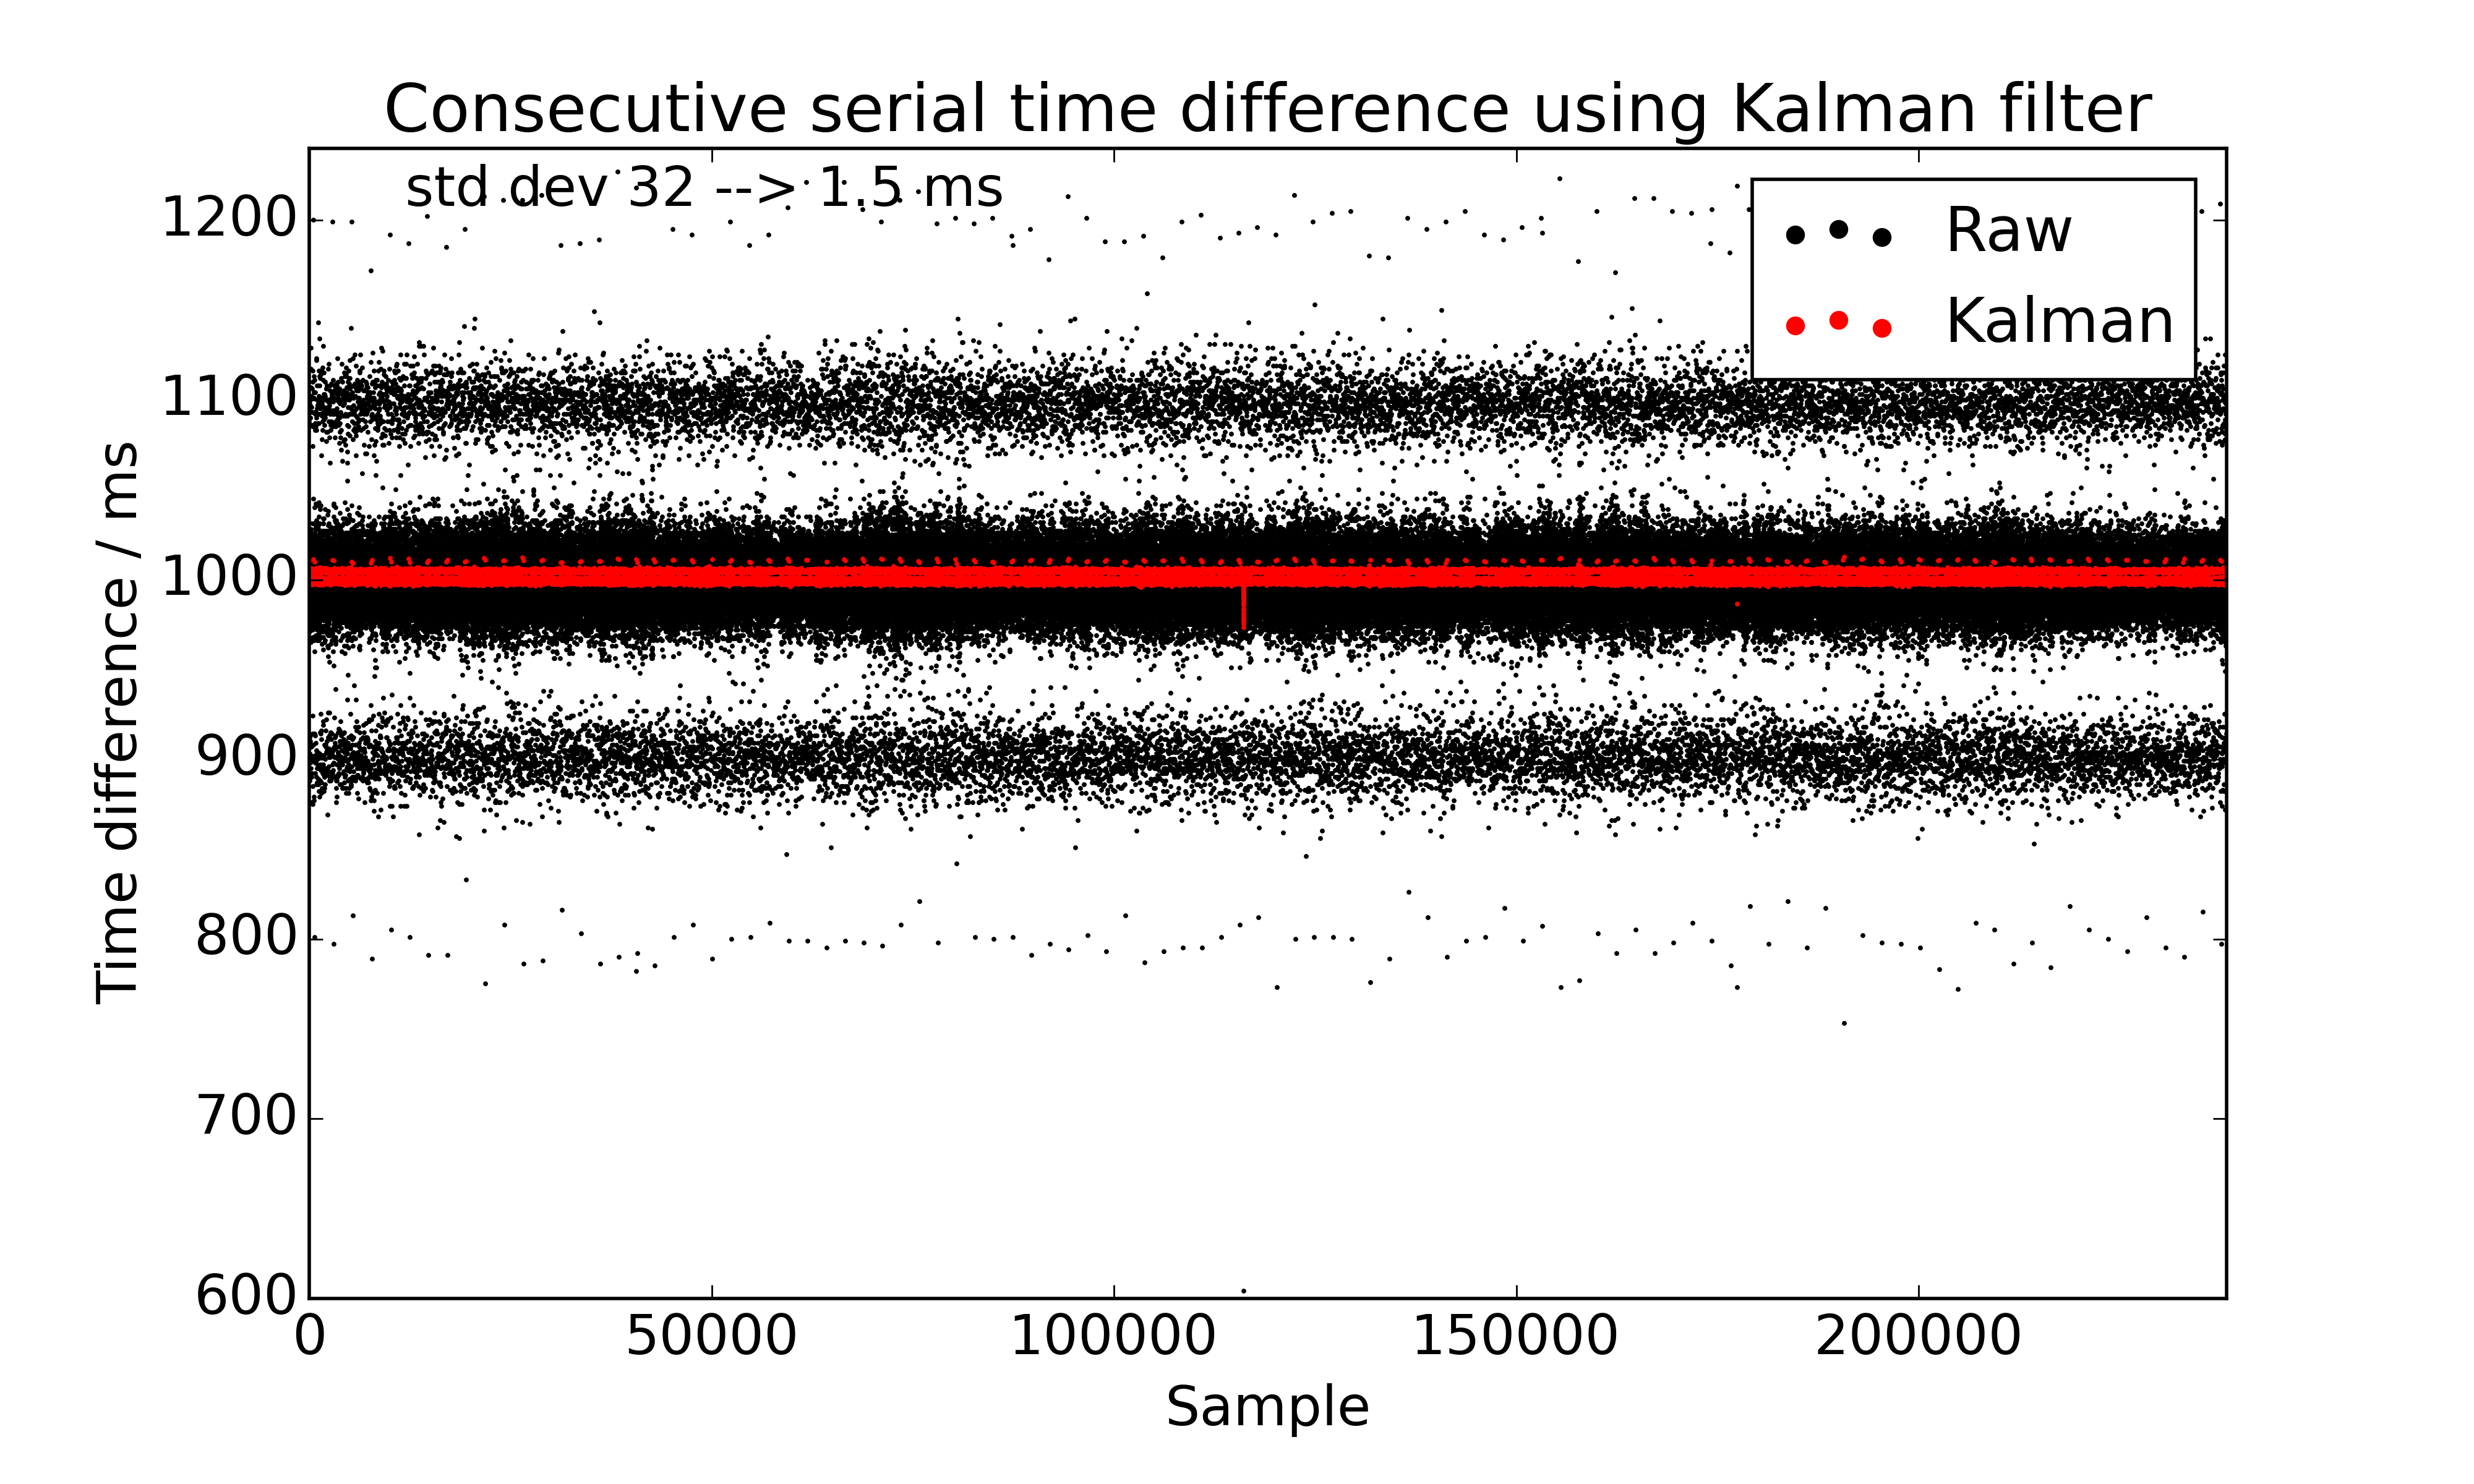 Consecutive serial time difference using Kalman filter
std dev 32 --> 1.5 ms
Raw
Kalman
1200
1100
1000
900
800
700
600
Time difference / ms
0 50000 100000 150000 200000
Sample